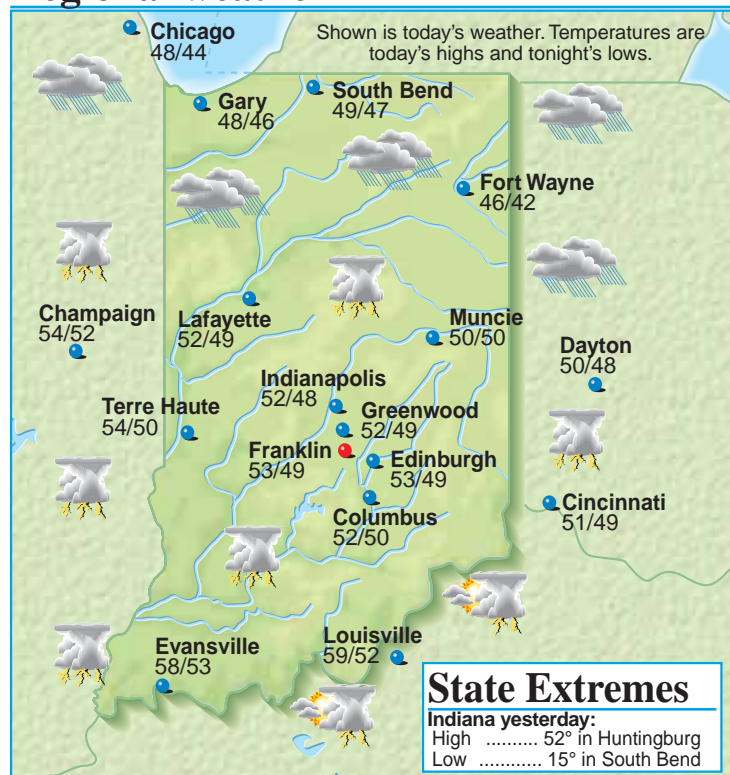 Shown is today's weather. Temperatures are
today's highs and tonight's lows.
Chicago
48/44
Gary
48/46
South Bend
49/47
Fort Wayne
46/42
Champaign
54/52
Lafayette
52/49
Muncie
50/50
Dayton
50/48
Indianapolis
52/48
Terre Haute
54/50
Greenwood
52/49
Franklin
53/49
Edinburgh
53/49
Columbus
52/50
Cincinnati
51/49
Evansville
58/53
Louisville
59/52
State Extremes
Indiana yesterday:
High .......... 52° in Huntingburg
Low ............ 15° in South Bend